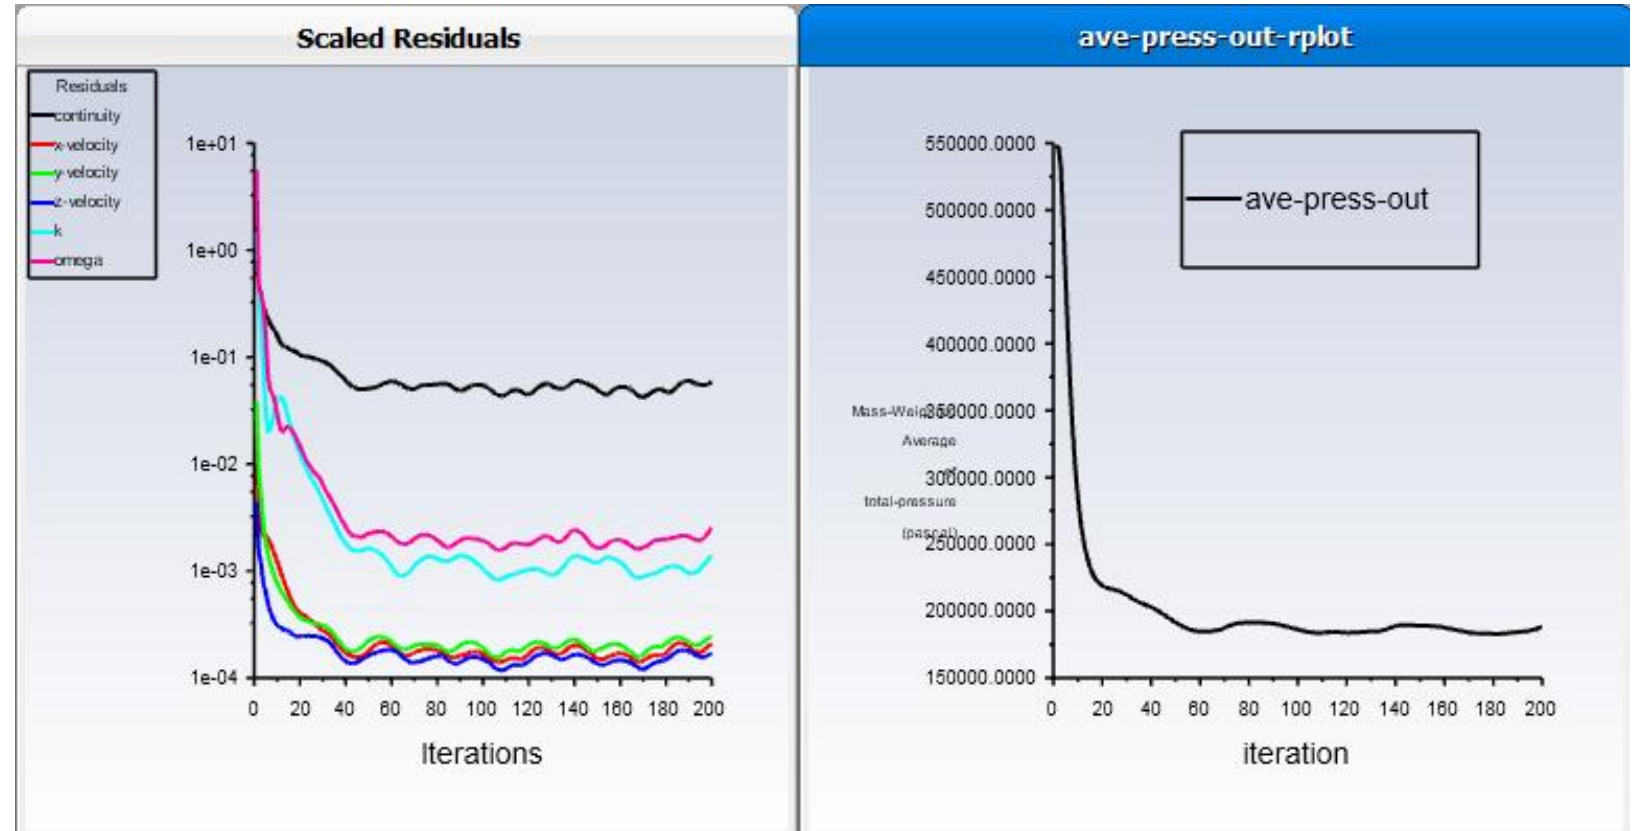 Scaled Residuals
Residuals
continuity
x-velocity
y-velocity
z-velocity
k
omega
1e+01
1e+00
1e-01
1e-02
1e-03
1e-04
0 20 40 60 80 100 120 140 160 180 200
Iterations
ave-press-out-rplot
ave-press-out
550000.0000
500000.0000
450000.0000
400000.0000
350000.0000
300000.0000
250000.0000
200000.0000
150000.0000
Average
total-pressure
(pascal)
0 20 40 60 80 100 120 140 160 180 200
iteration